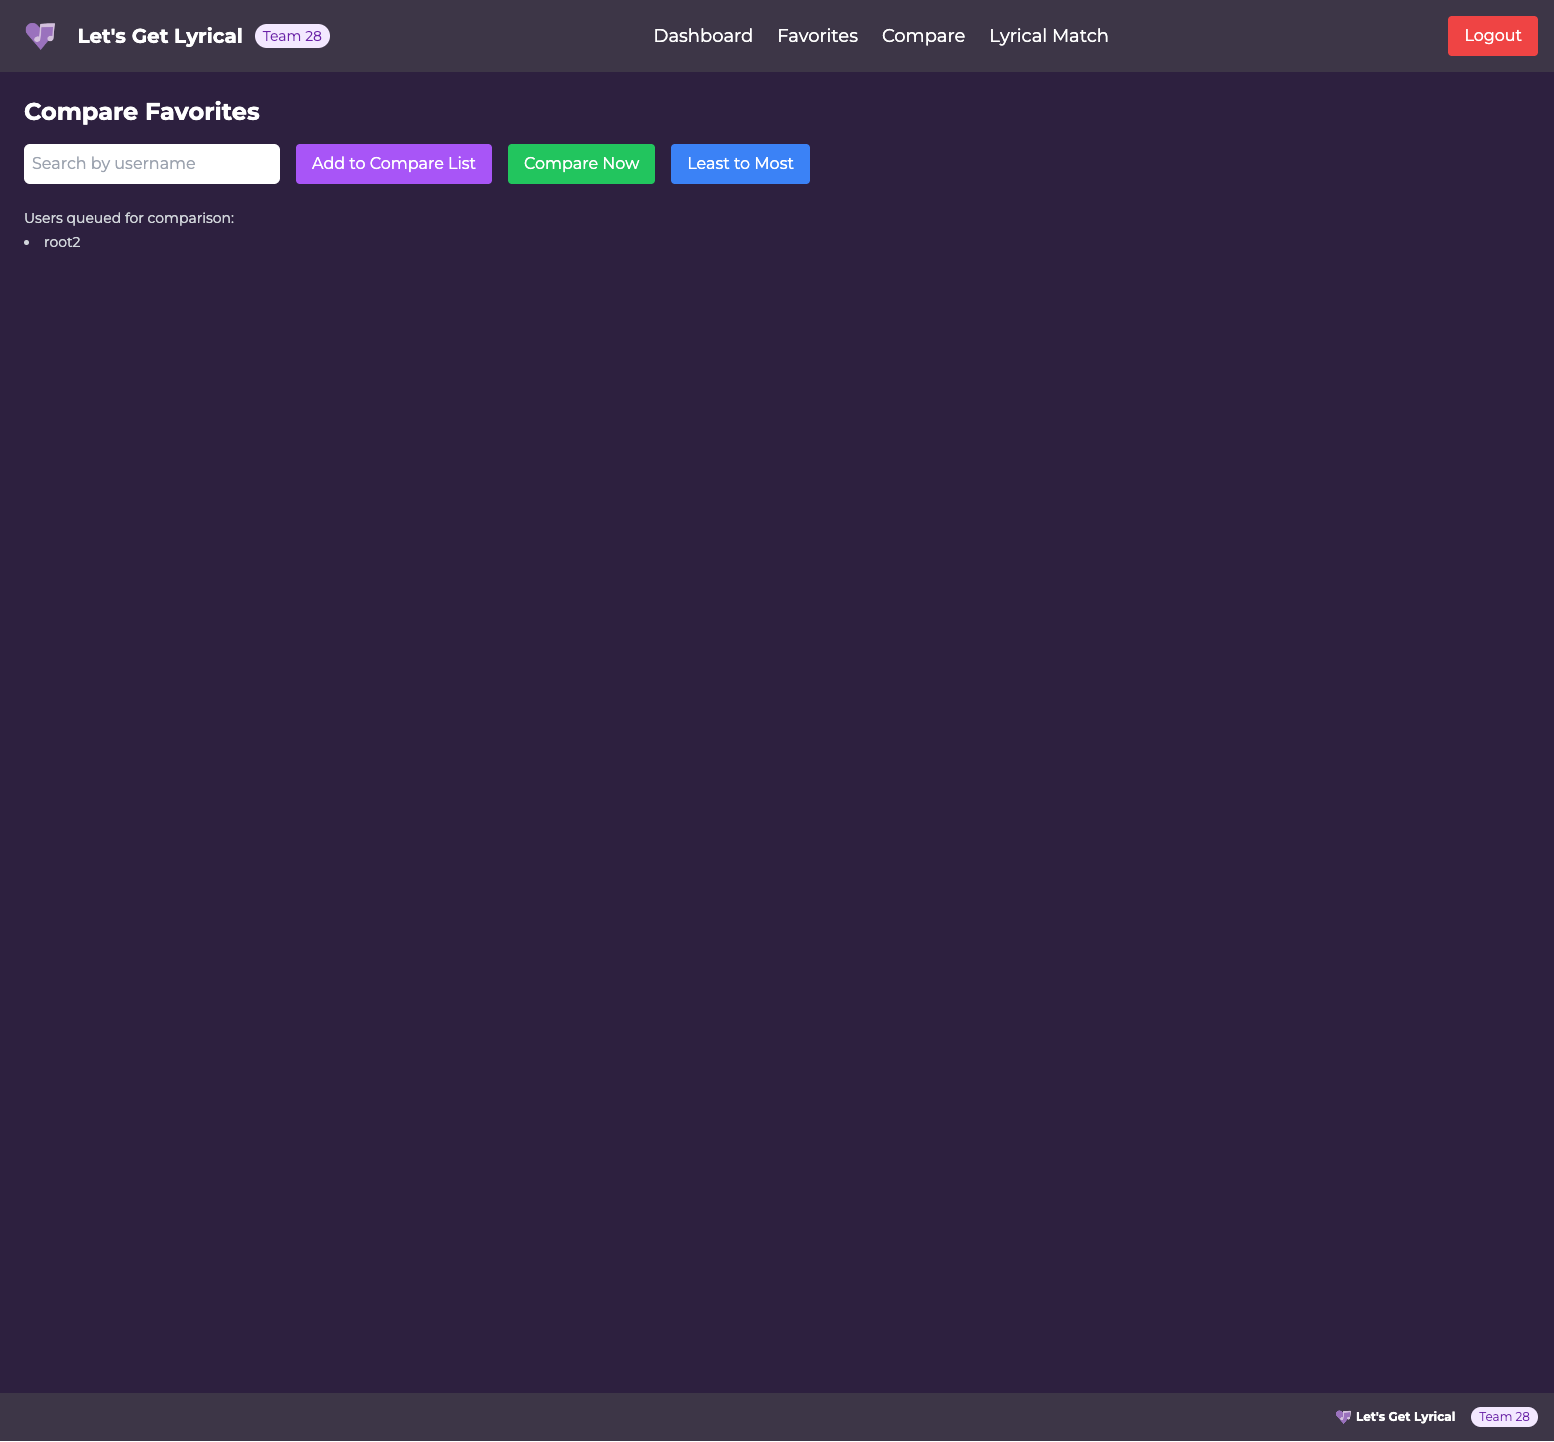 Let's Get Lyrical Team 28 Dashboard Favorites Compare Lyrical Match Logout
Compare Favorites
Search by username Add to Compare List Compare Now Least to Most
Users queued for comparison:
• root2
Let's Get Lyrical Team 28